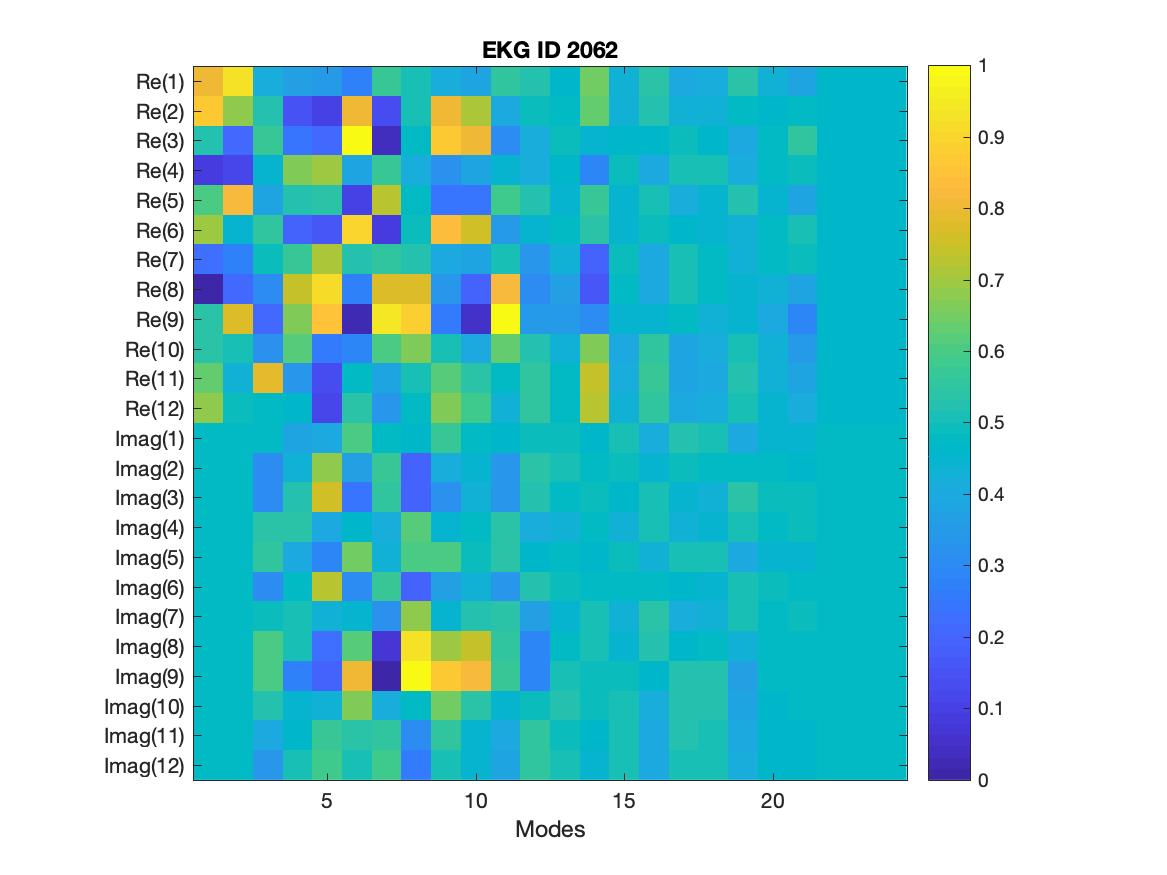 EKG ID 2062
Re(1)
Re(2)
Re(3)
Re(4)
Re(5)
Re(6)
Re(7)
Re(8)
Re(9)
Re(10)
Re(11)
Re(12)
Imag(1)
Imag(2)
Imag(3)
Imag(4)
Imag(5)
Imag(6)
Imag(7)
Imag(8)
Imag(9)
Imag(10)
Imag(11)
Imag(12)
5 10 15 20
Modes
1
0.9
0.8
0.7
0.6
0.5
0.4
0.3
0.2
0.1
0